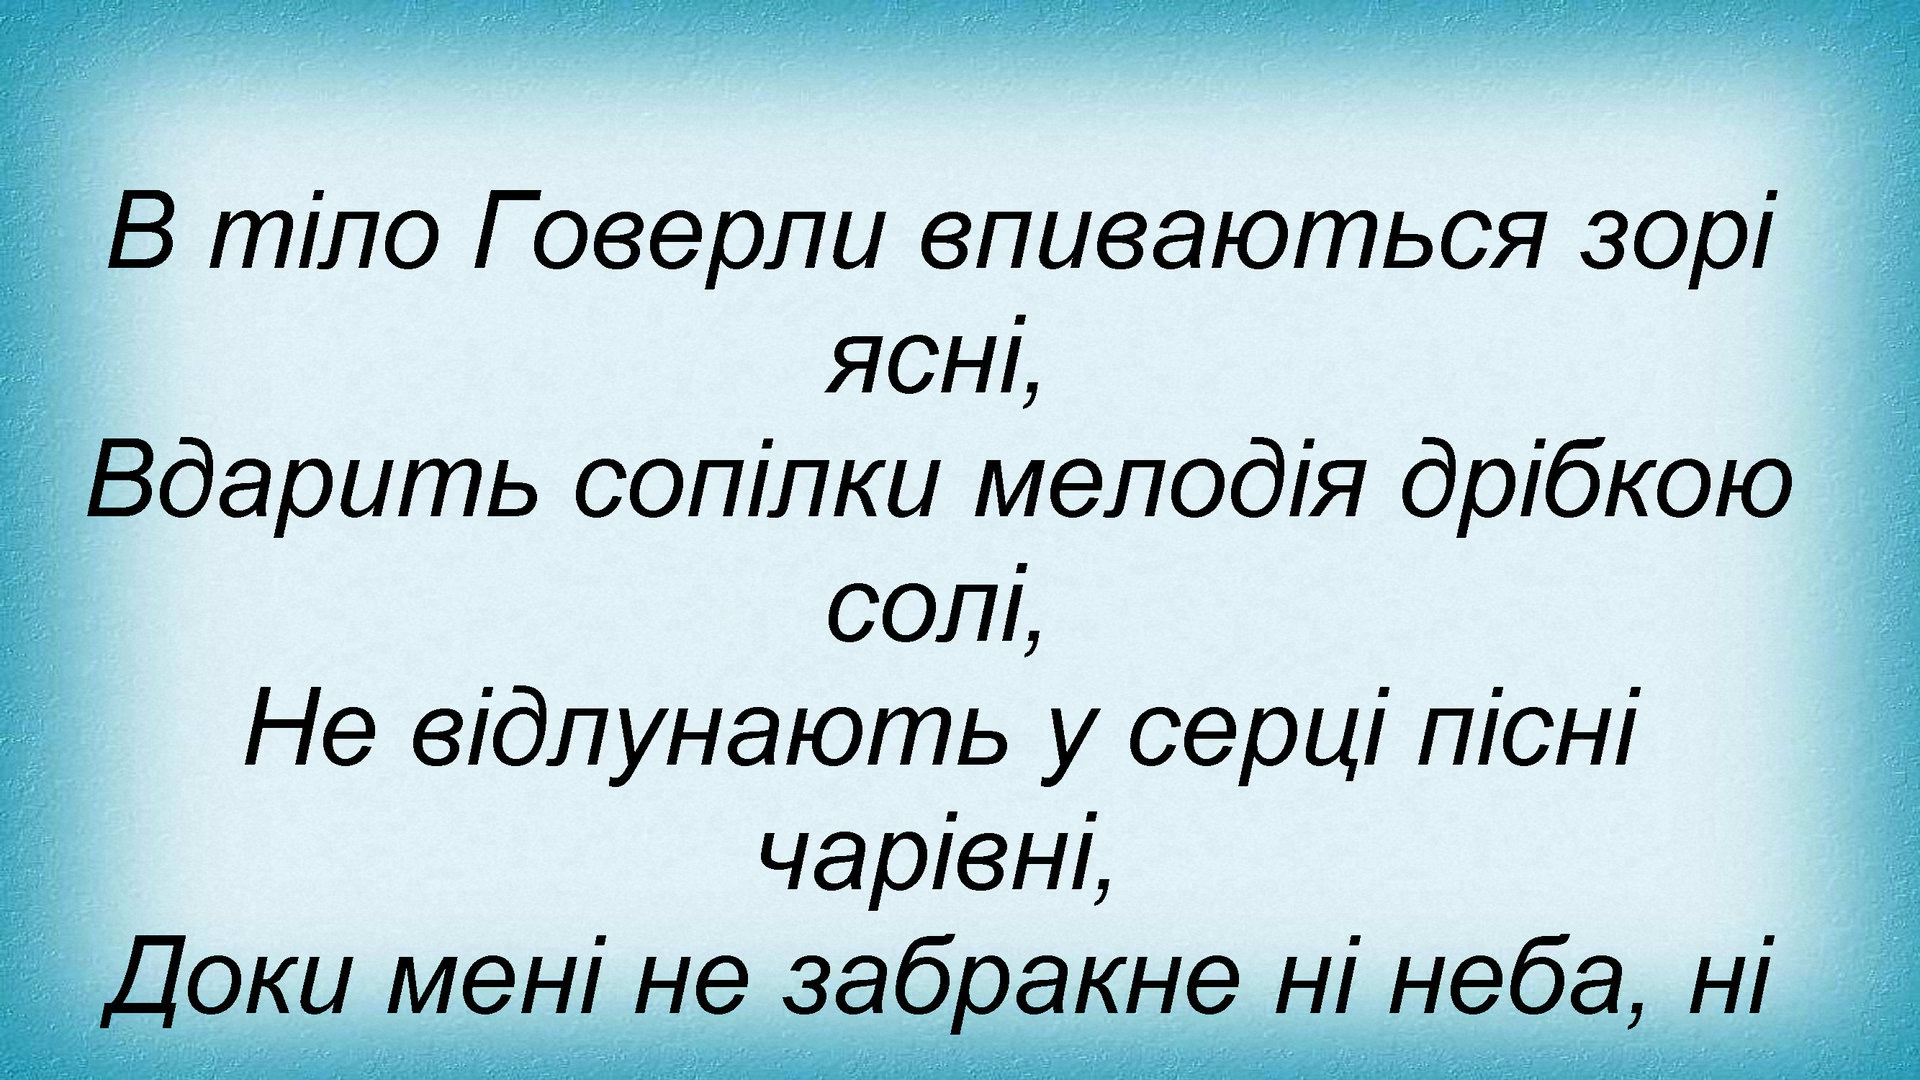 В тіло Говерли впиваються зорі
ясні,
Вдарить сопілки мелодія дрібкою
солі,
Не відлунають у серці пісні
чарівні,
Доки мені не забракне ні неба, ні